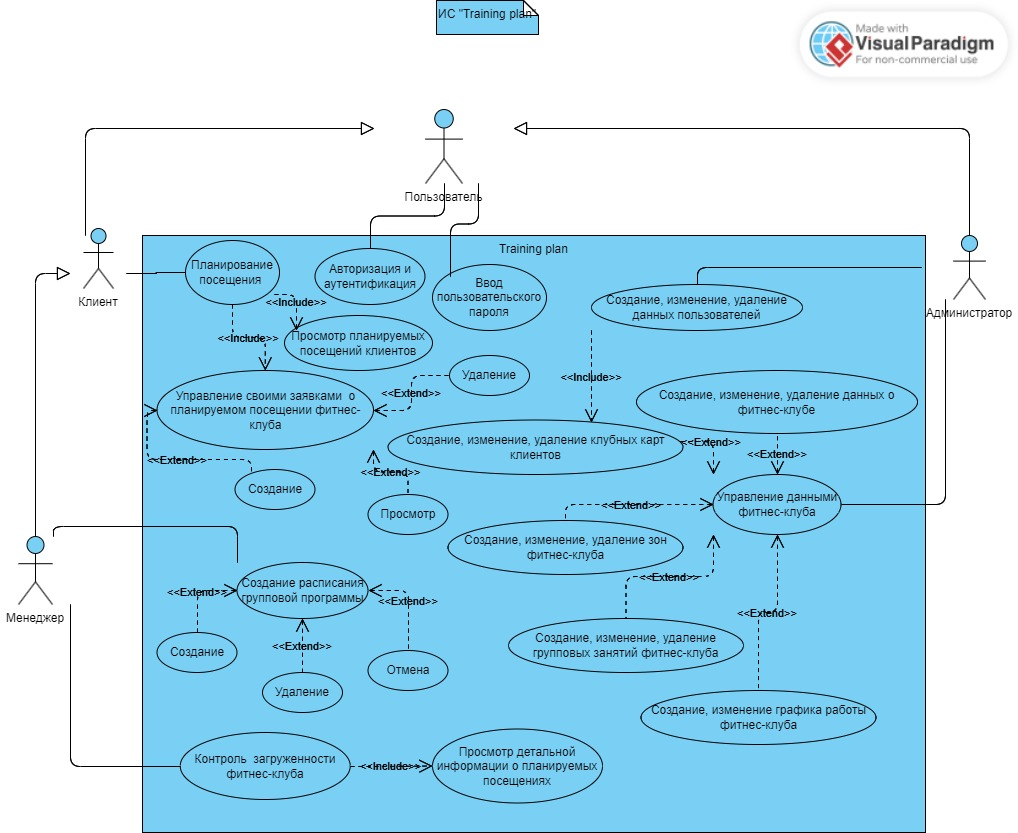 ИС "Training plan"
Made with
Visual Paradigm
For non-commercial use
Пользователь
Клиент
Администратор
Менеджер
Training plan
Планирование
посещения
Авторизация и
аутентификация
Ввод
пользовательского
пароля
Создание, изменение, удаление
данных пользователей
<<Include>>
<<Include>>
Просмотр планируемых
посещений клиентов
Удаление
<<Include>>
<<Extend>>
Управление своими заявками о
планируемом посещении фитнес-
клуба
Создание, изменение, удаление данных о
фитнес-клубе
Создание, изменение, удаление клубных карт
клиентов
<<Extend>>
<<Extend>>
<<Extend>>
<<Extend>>
Создание
Просмотр
Управление данными
фитнес-клуба
<<Extend>>
Создание, изменение, удаление зон
фитнес-клуба
<<Extend>>
Создание расписания
групповой программы
<<Extend>>
<<Extend>>
<<Extend>>
Создание
Удаление
Отмена
<<Extend>>
Создание, изменение, удаление
групповых занятий фитнес-клуба
Создание, изменение графика работы
фитнес-клуба
Контроль загруженности
фитнес-клуба
<<Include>>
Просмотр детальной
информации о планируемых
посещениях